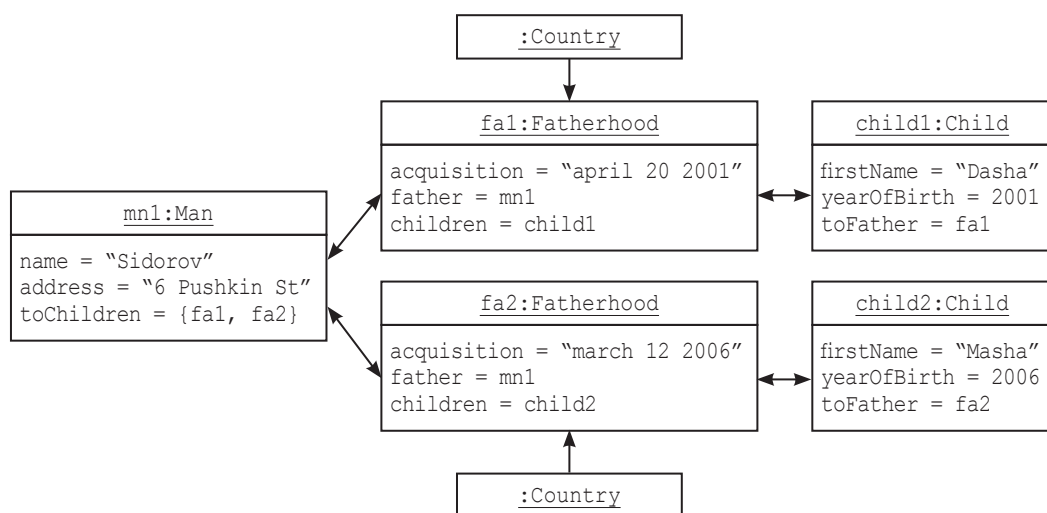 :Country
fa1:Fatherhood
acquisition = “april 20 2001”
father = mn1
children = child1
child1:Child
firstName = “Dasha”
yearOfBirth = 2001
toFather = fa1
mn1:Man
name = “Sidorov”
address = “6 Pushkin St”
toChildren = {fa1, fa2}
fa2:Fatherhood
acquisition = “march 12 2006”
father = mn1
children = child2
child2:Child
firstName = “Masha”
yearOfBirth = 2006
toFather = fa2
:Country